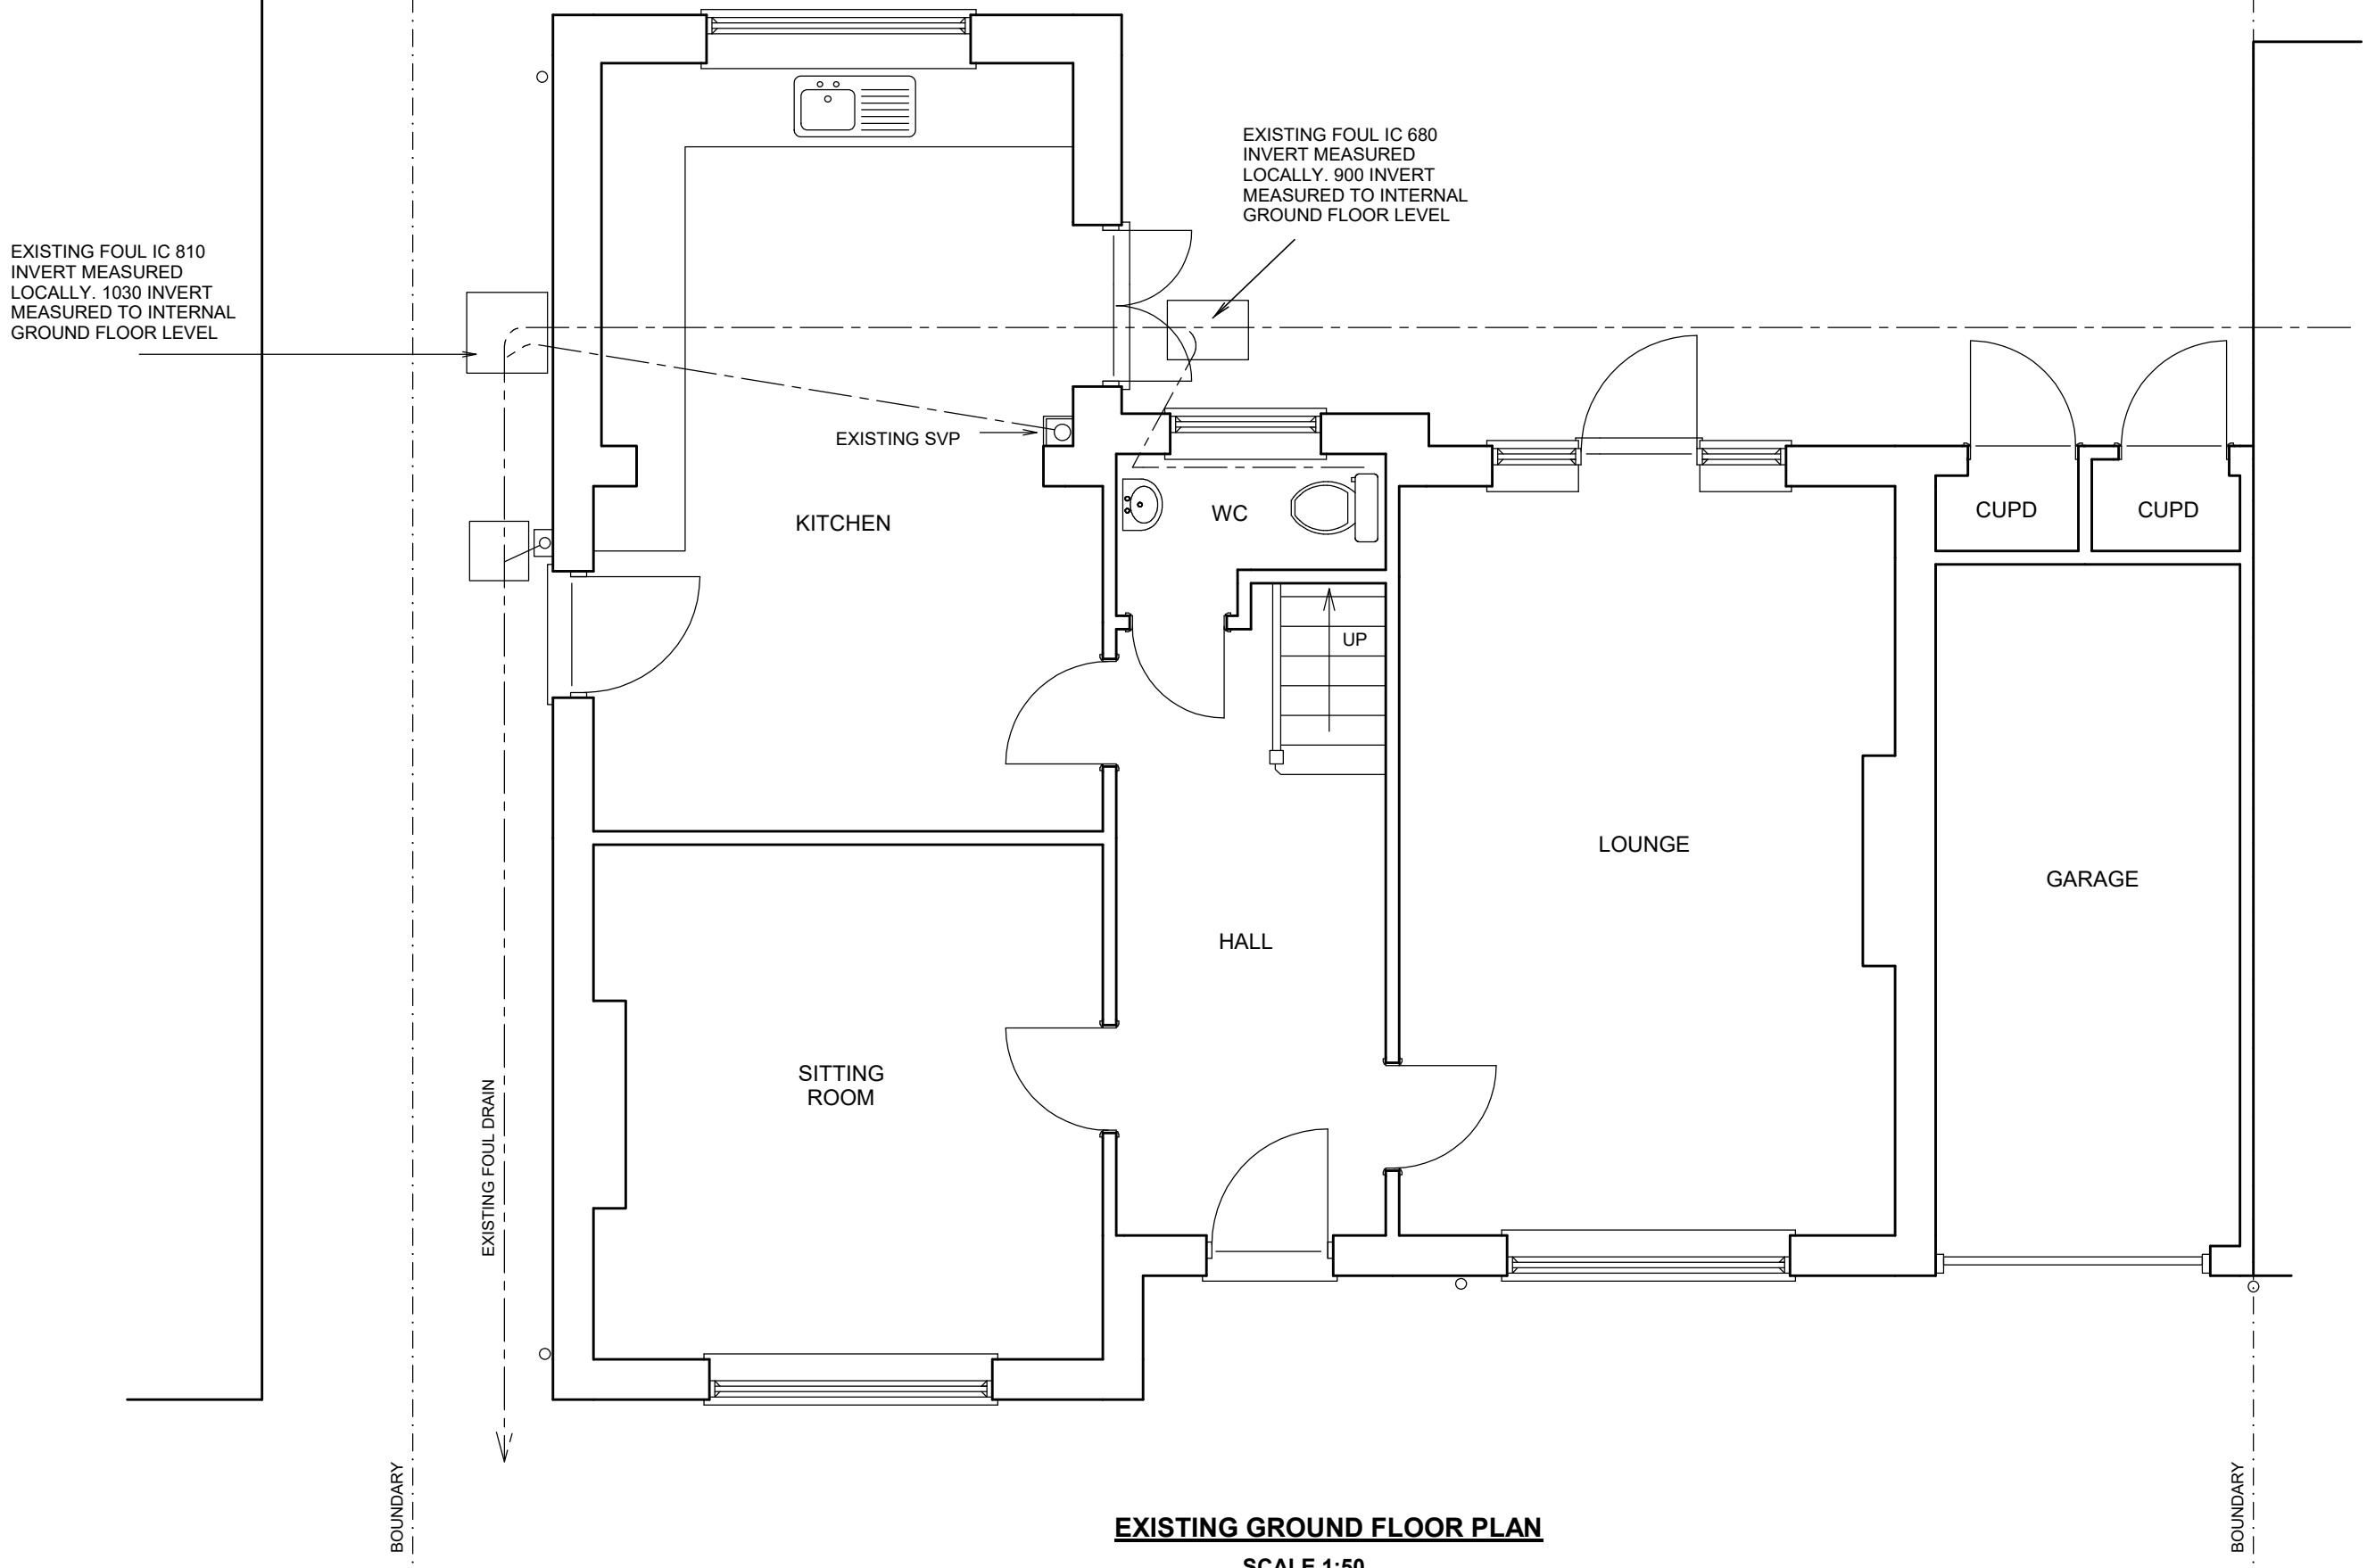 EXISTING FOUL IC 680
INVERT MEASURED
LOCALLY. 900 INVERT
MEASURED TO INTERNAL
GROUND FLOOR LEVEL
EXISTING FOUL IC 810
INVERT MEASURED
LOCALLY. 1030 INVERT
MEASURED TO INTERNAL
GROUND FLOOR LEVEL
EXISTING SVP
KITCHEN
WC
CUPD
CUPD
UP
LOUNGE
GARAGE
HALL
SITTING
ROOM
EXISTING FOUL DRAIN
BOUNDARY
BOUNDARY
EXISTING GROUND FLOOR PLAN
SCALE 1:50